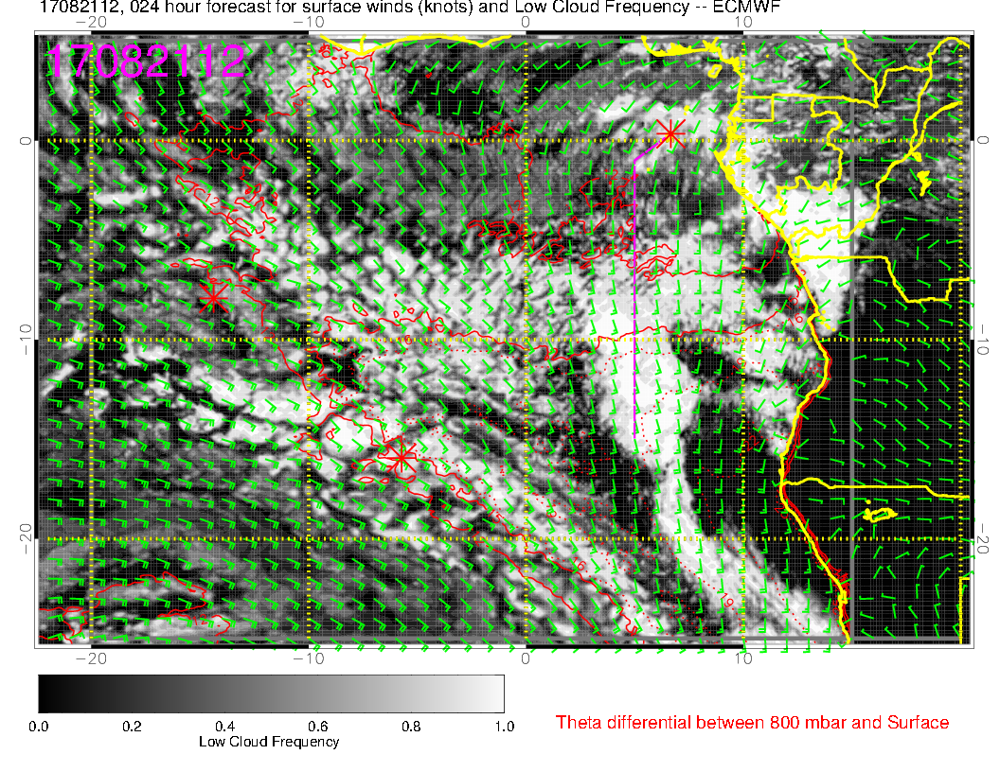 17082112, 024 hour forecast for surface winds (knots) and Low Cloud Frequency -- ECMWF
−20 −10 0 10
17082112
0 0
−10 −10
−20 −20
−20 −10 0 10
0.0 0.2 0.4 0.6 0.8 1.0
Low Cloud Frequency
Theta differential between 800 mbar and Surface